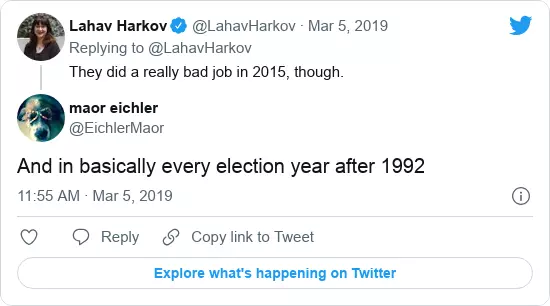 Lahav Harkov @LahavHarkov · Mar 5, 2019
Replying to @LahavHarkov
They did a really bad job in 2015, though.
maor eichler
@EichlerMaor
And in basically every election year after 1992
11:55 AM · Mar 5, 2019
Reply Copy link to Tweet
Explore what's happening on Twitter